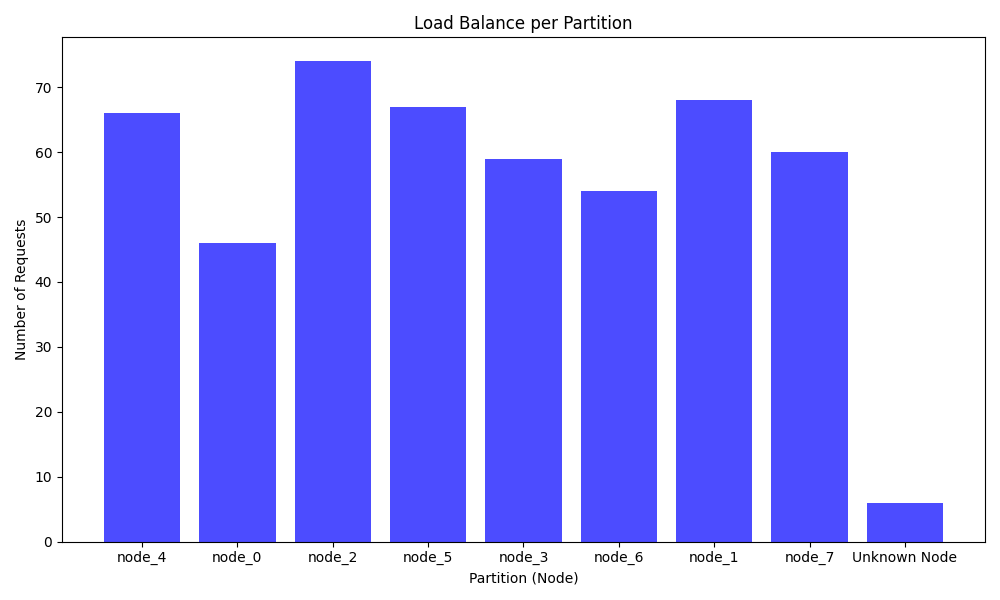 Load Balance per Partition
Number of Requests
70
60
50
40
30
20
10
0
node_4 node_0 node_2 node_5 node_3 node_6 node_1 node_7 Unknown Node
Partition (Node)